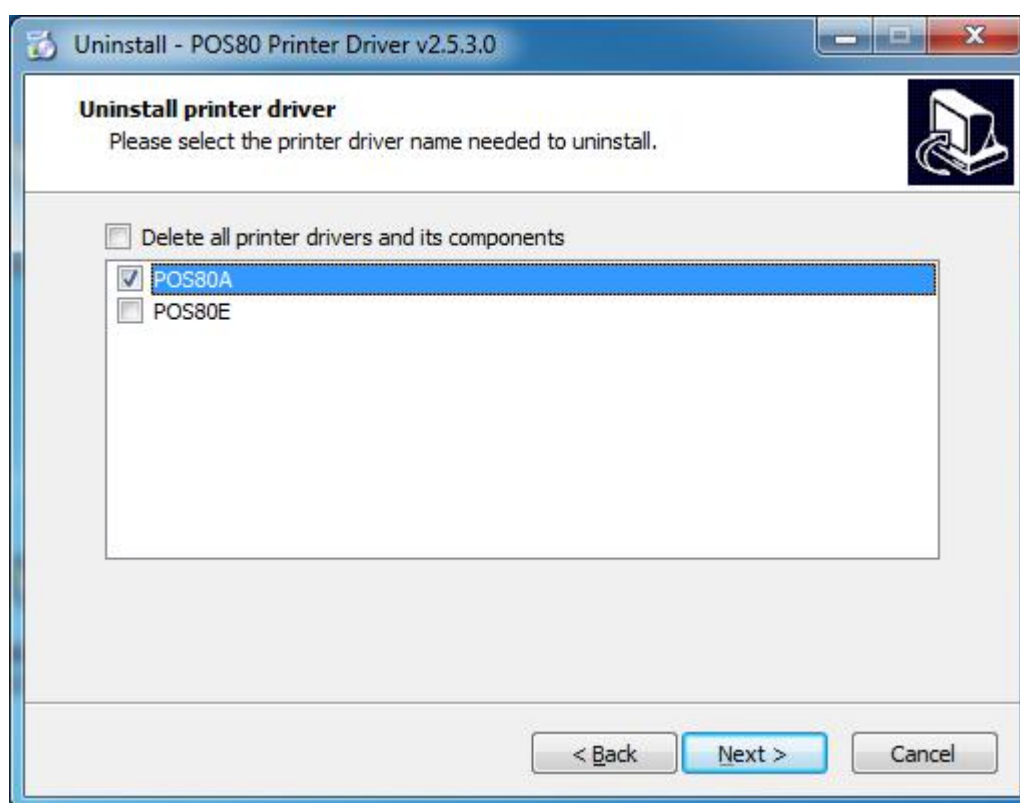 Uninstall - POS80 Printer Driver v2.5.3.0
Uninstall printer driver
Please select the printer driver name needed to uninstall.
Delete all printer drivers and its components
POS80A
POS80E
< Back Next > Cancel